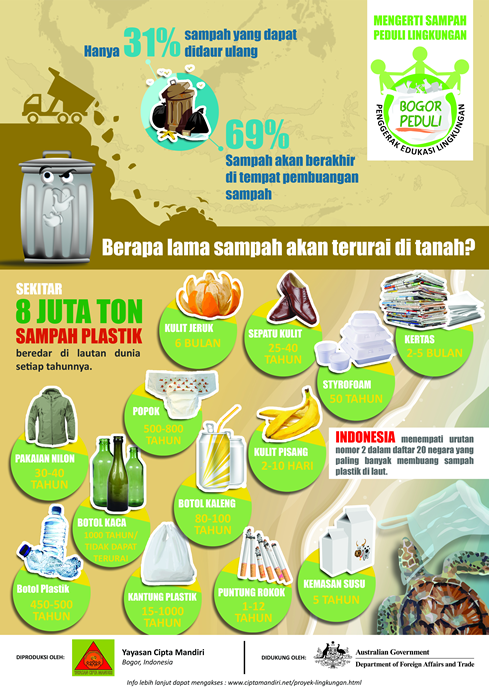 Hanya 31% sampah yang dapat
didaur ulang
MENGERTI SAMPAH
PEDULI LINGKUNGAN
BOGOR
PEDULI
PENGGERAK EDUKASI LINGKUNGAN
69%
Sampah akan berakhir
di tempat pembuangan
sampah
Berapa lama sampah akan terurai di tanah?
SEKITAR
8 JUTA TON
SAMPAH PLASTIK
beredar di lautan dunia
setiap tahunnya.
KULIT JERUK
6 BULAN
SEPATU KULIT
25-40
TAHUN
KERTAS
2-5 BULAN
STYROFOAM
50 TAHUN
POPOK
500-800
TAHUN
KULIT PISANG
2-10 HARI
INDONESIA menempati urutan
nomor 2 dalam daftar 20 negara yang
paling banyak membuang sampah
plastik di laut.
PAKAIAN NILON
30-40
TAHUN
BOTOL KACA
1000 TAHUN/
TIDAK DAPAT
TERURAI
BOTOL KALENG
80-100
TAHUN
Botol Plastik
450-500
TAHUN
KANTUNG PLASTIK
15-1000
TAHUN
PUNTUNG ROKOK
1-12
TAHUN
KEMASAN SUSU
5 TAHUN
DIPRODUKSI OLEH:
YAYASAN CIPTA MANDIRI
Yayasan Cipta Mandiri
Bogor, Indonesia
DIDUKUNG OLEH:
Australian Government
Department of Foreign Affairs and Trade
Info lebih lanjut dapat mengakses : www.ciptamandiri.net/proyek-lingkungan.html